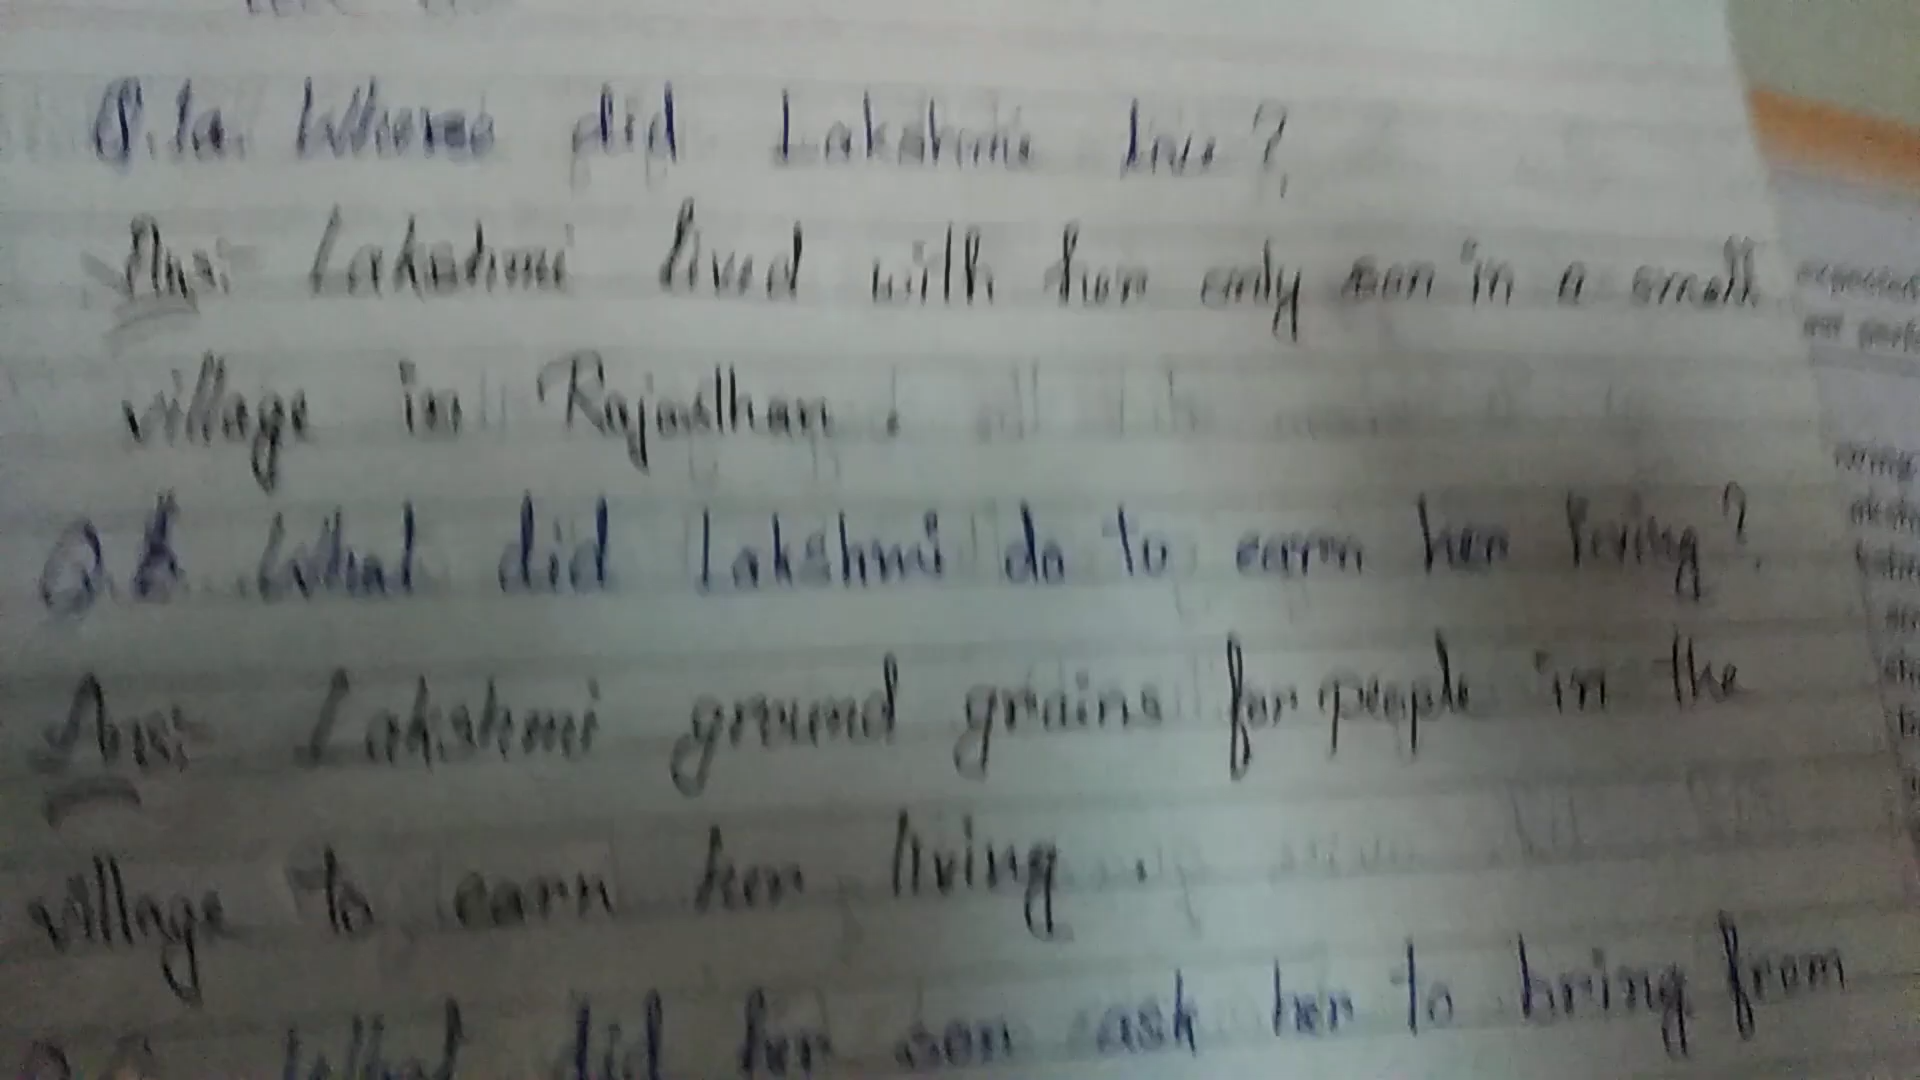 Q.1a. Where did Lakshmi live?
Ans: Lakshmi lived with her only son in a small
village in Rajasthan.
Q.b. What did Lakshmi do to earn her living?
Ans: Lakshmi ground grains for people in the
village to earn her living
What did her son ask her to bring from